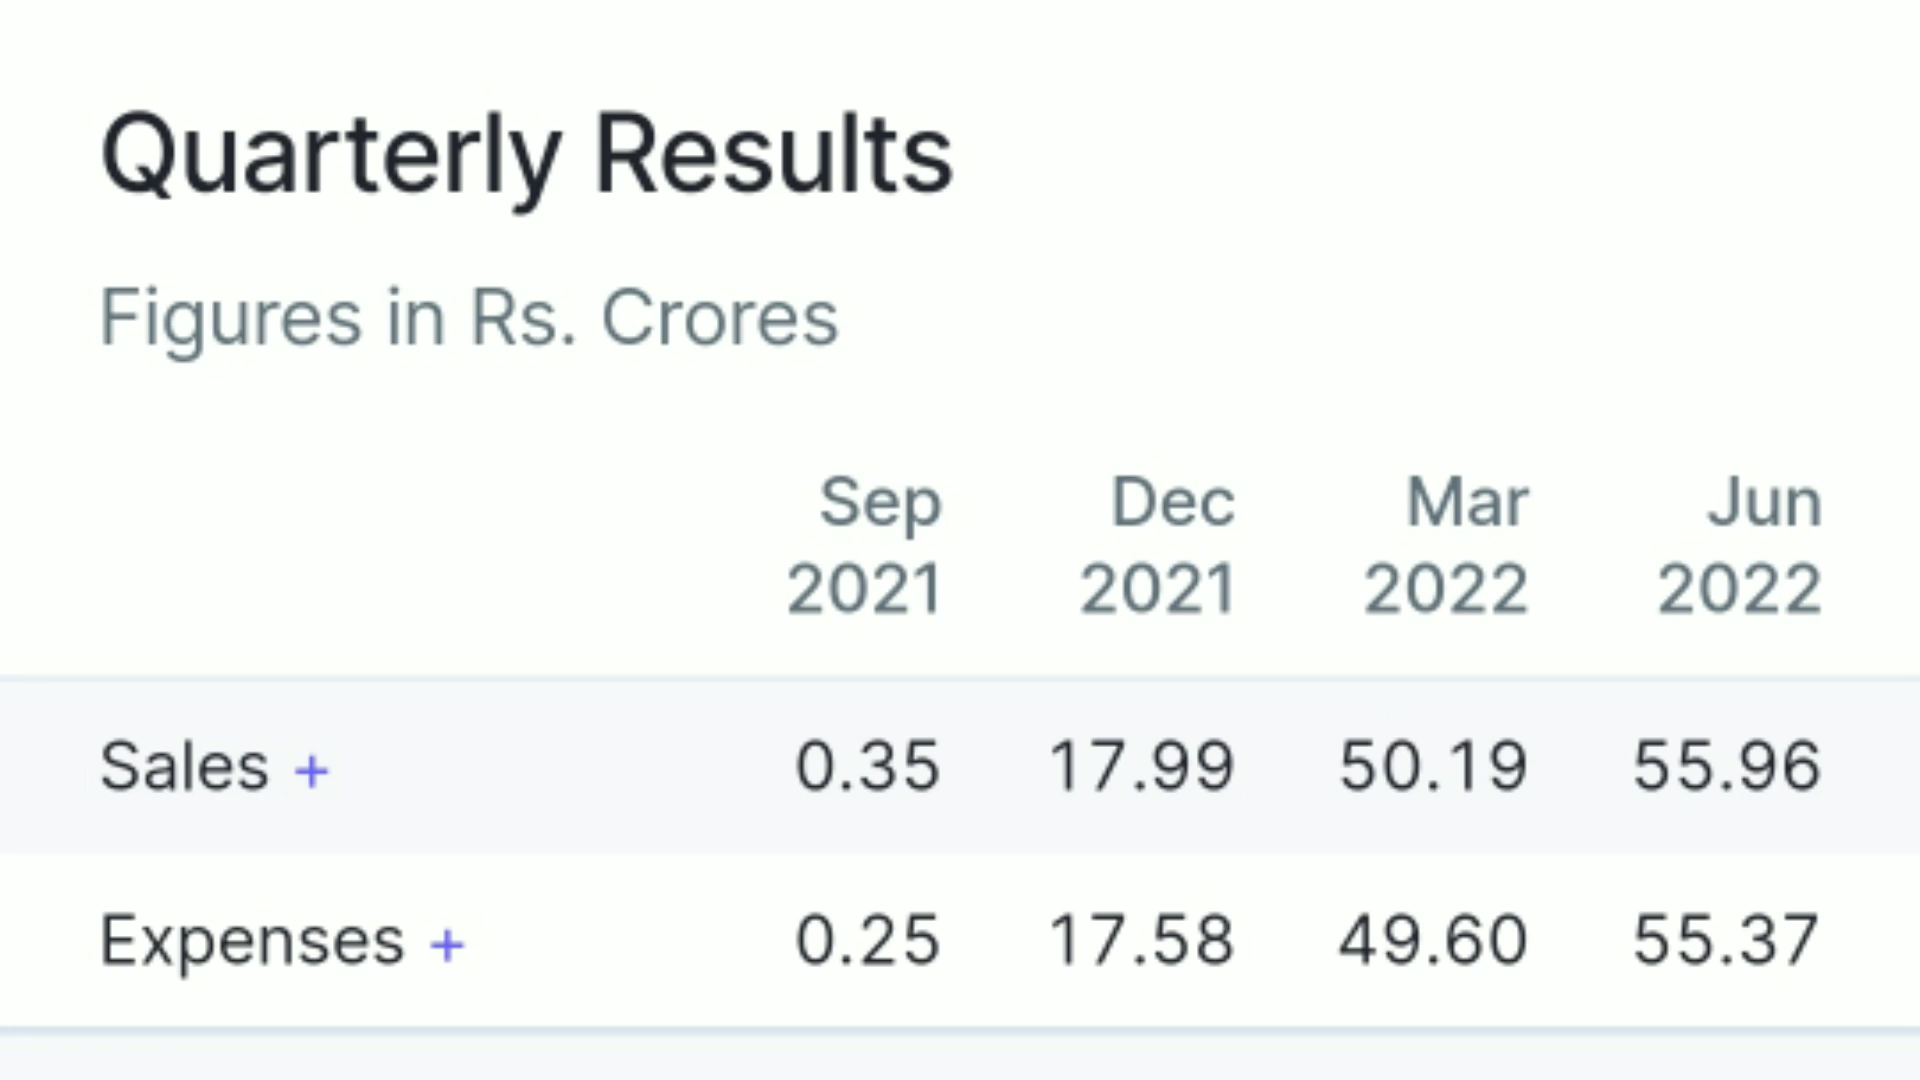 Quarterly Results
Figures in Rs. Crores
Sep 2021 Dec 2021 Mar 2022 Jun 2022
Sales + 0.35 17.99 50.19 55.96
Expenses + 0.25 17.58 49.60 55.37